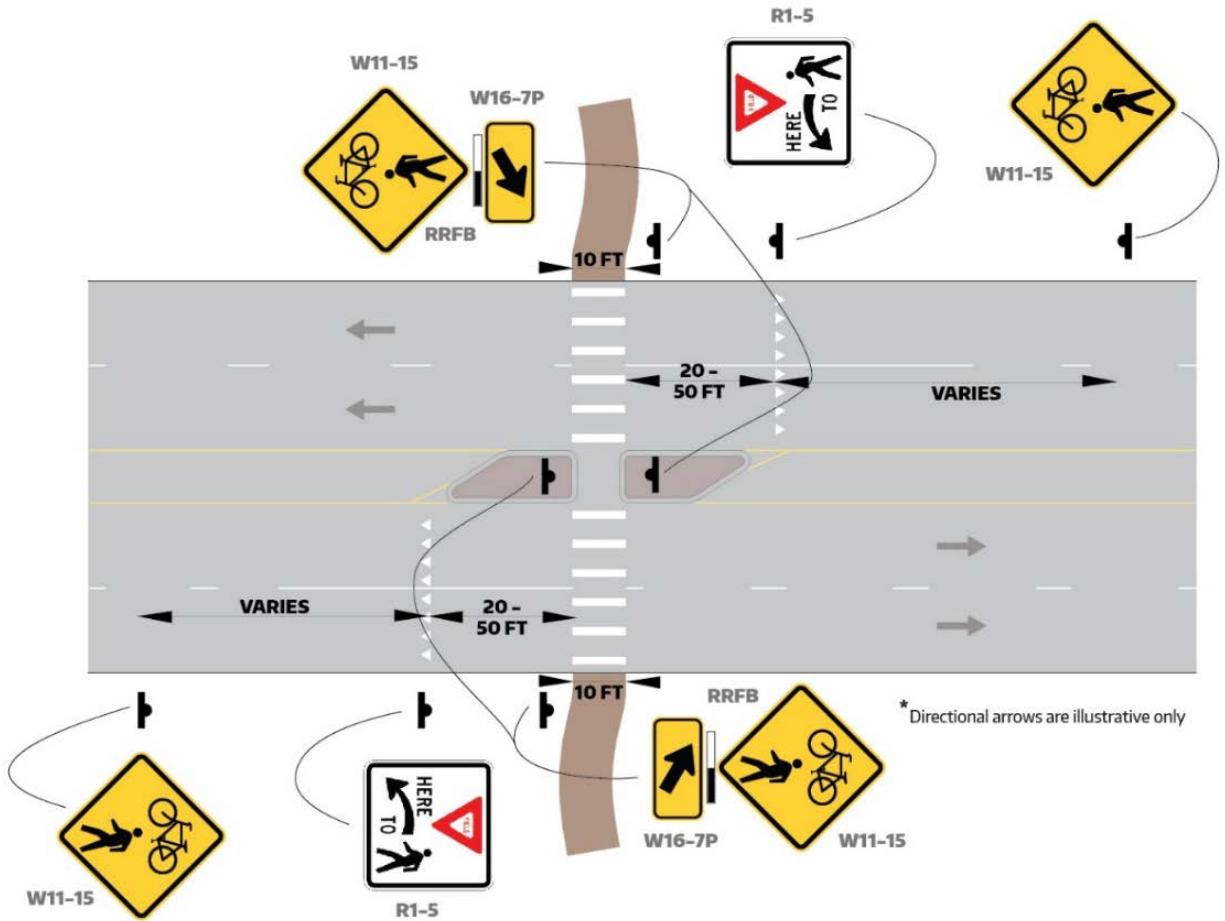 R1-5
W11-15
W16-7P
HERE
TO
W11-15
RRFB
10 FT
20 -
50 FT
VARIES
VARIES
20 -
50 FT
10 FT
RRFB
* Directional arrows are illustrative only
HERE
TO
W16-7P
W11-15
W11-15
R1-5